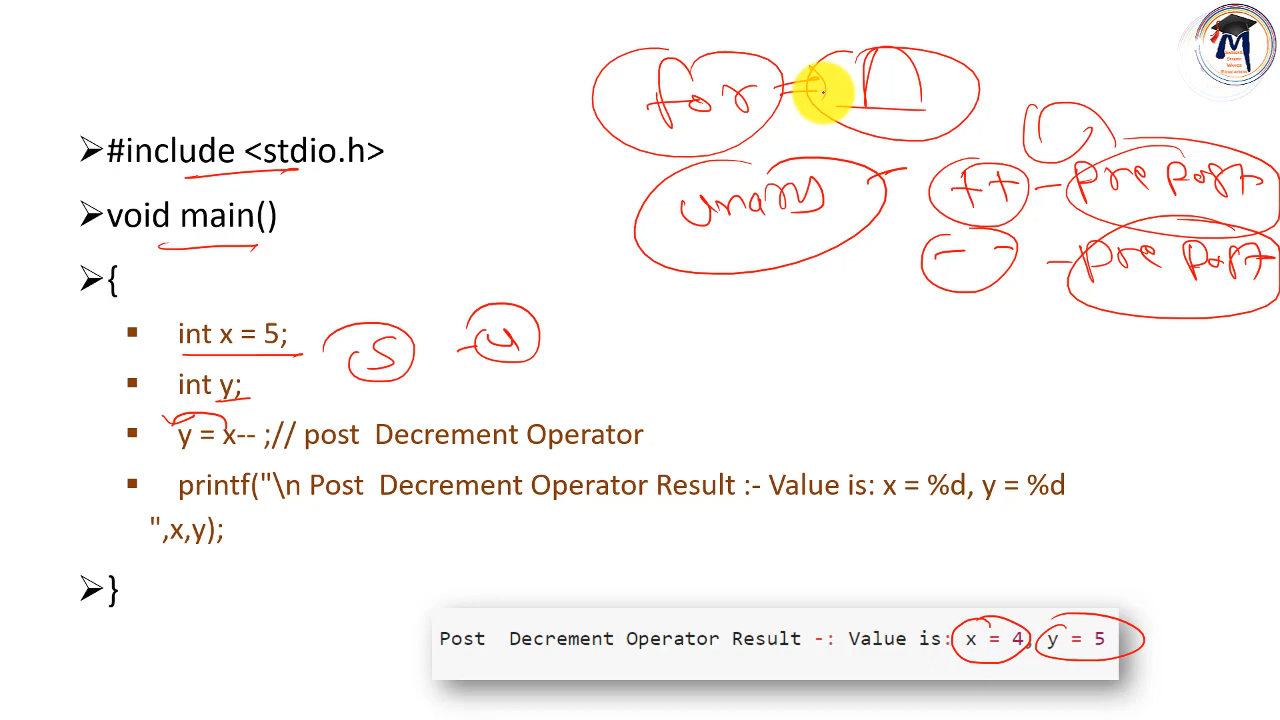 for =
unary - ++ - pre post
-- - pre post
#include <stdio.h>
void main()
{
int x = 5; 5 -4
int y;
y = x-- ;// post  Decrement Operator
printf("\n Post  Decrement Operator Result :- Value is: x = %d, y = %d
",x,y);
}
Post  Decrement Operator Result -: Value is: x = 4, y = 5